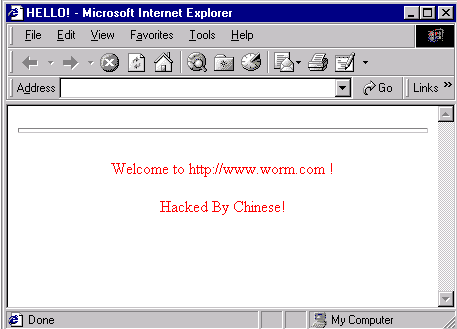 HELLO! - Microsoft Internet Explorer
File Edit View Favorites Tools Help
Address Go Links »
Welcome to http://www.worm.com !
Hacked By Chinese!
Done My Computer